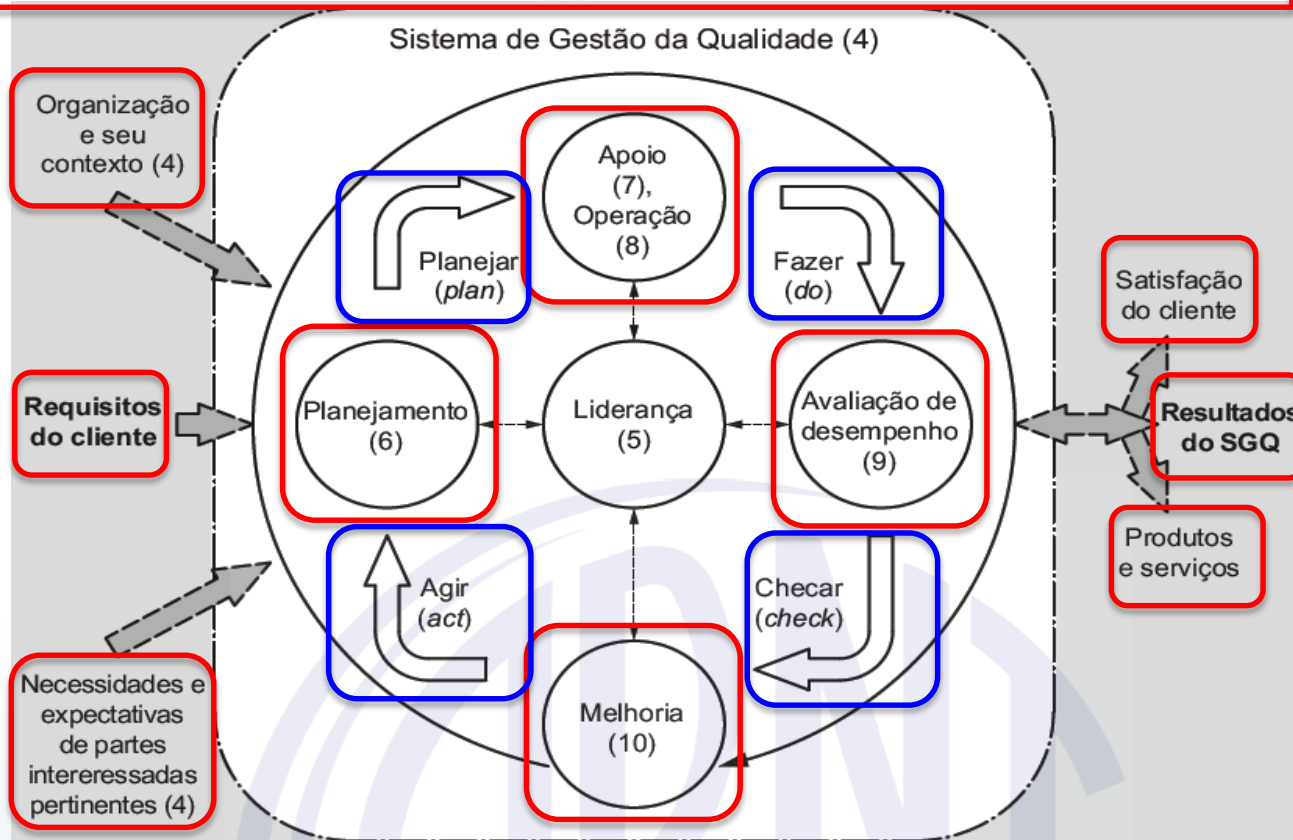 Sistema de Gestão da Qualidade (4)
Organização
e seu
contexto (4)
Requisitos
do cliente
Necessidades e
expectativas
de partes
intereressadas
pertinentes (4)
Planejar
(plan)
Apoio
(7),
Operação
(8)
Fazer
(do)
Planejamento
(6)
Liderança
(5)
Avaliação de
desempenho
(9)
Agir
(act)
Melhoria
(10)
Checar
(check)
Satisfação
do cliente
Resultados
do SGQ
Produtos
e serviços